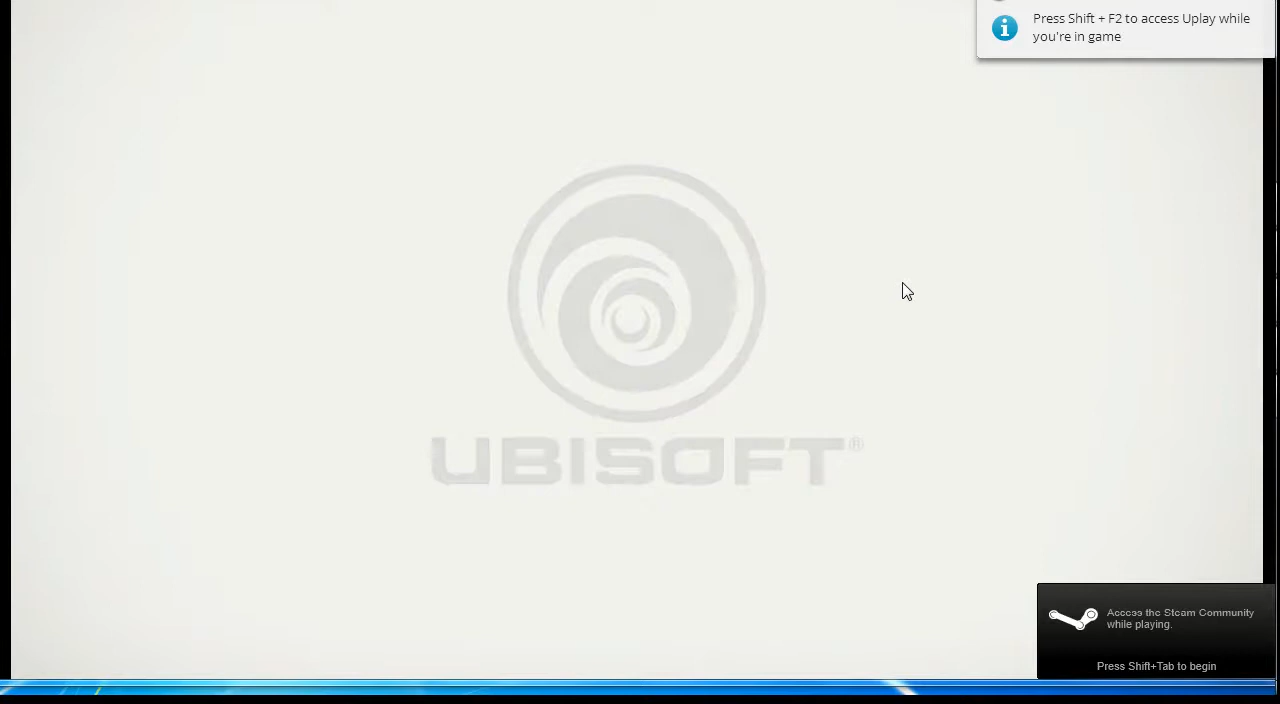 Press Shift + F2 to access Uplay while
you're in game
UBISOFT®
Access the Steam Community
while playing.
Press Shift+Tab to begin